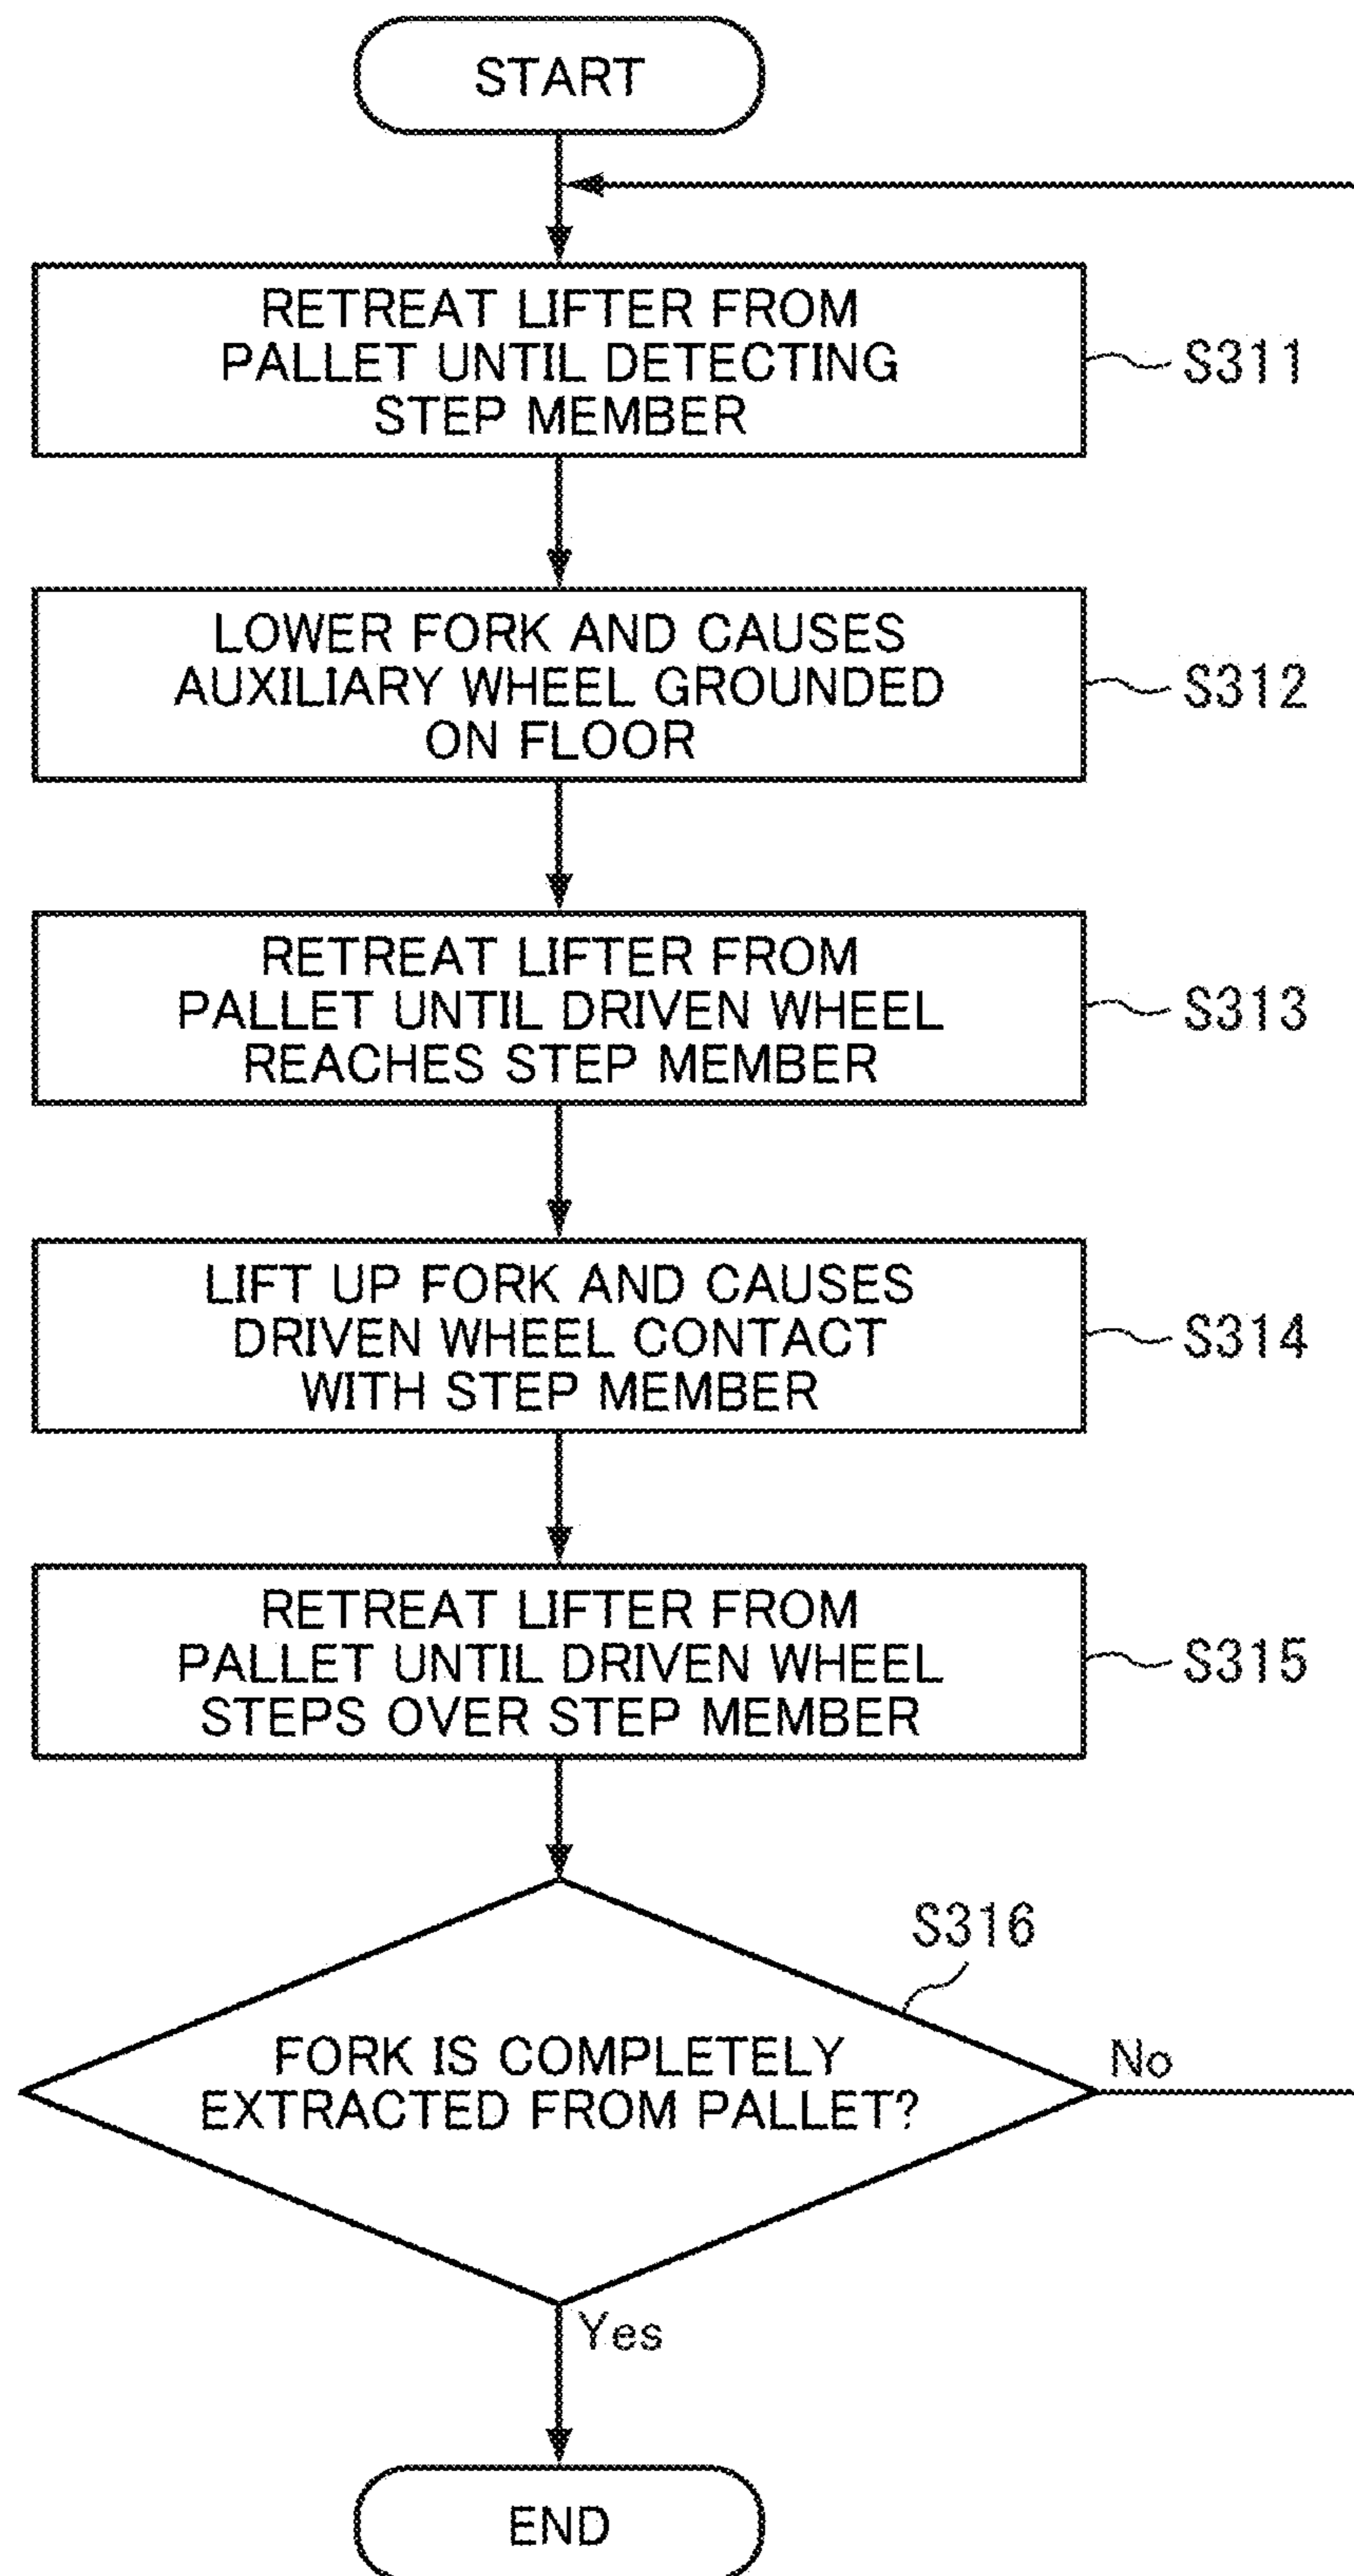 START
RETREAT LIFTER FROM
PALLET UNTIL DETECTING
STEP MEMBER
S311
LOWER FORK AND CAUSES
AUXILIARY WHEEL GROUNDED
ON FLOOR
S312
RETREAT LIFTER FROM
PALLET UNTIL DRIVEN WHEEL
REACHES STEP MEMBER
S313
LIFT UP FORK AND CAUSES
DRIVEN WHEEL CONTACT
WITH STEP MEMBER
S314
RETREAT LIFTER FROM
PALLET UNTIL DRIVEN WHEEL
STEPS OVER STEP MEMBER
S315
S316
FORK IS COMPLETELY
EXTRACTED FROM PALLET?
No
Yes
END